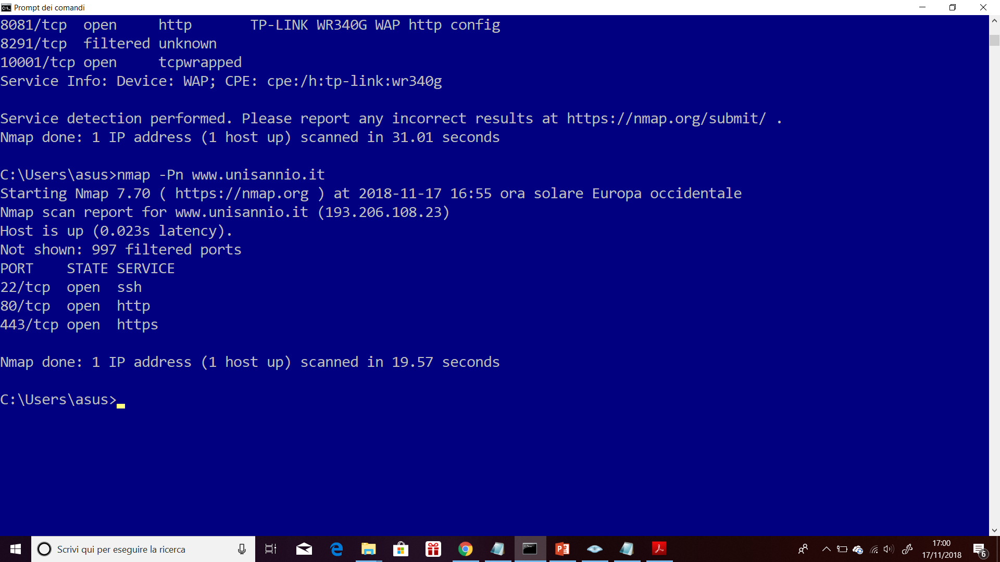 Prompt dei comandi
8081/tcp  open     http       TP-LINK WR340G WAP http config
8291/tcp  filtered unknown
10001/tcp open     tcpwrapped
Service Info: Device: WAP; CPE: cpe:/h:tp-link:wr340g
Service detection performed. Please report any incorrect results at https://nmap.org/submit/ .
Nmap done: 1 IP address (1 host up) scanned in 31.01 seconds
C:\Users\asus>nmap -Pn www.unisannio.it
Starting Nmap 7.70 ( https://nmap.org ) at 2018-11-17 16:55 ora solare Europa occidentale
Nmap scan report for www.unisannio.it (193.206.108.23)
Host is up (0.023s latency).
Not shown: 997 filtered ports
PORT    STATE SERVICE
22/tcp  open  ssh
80/tcp  open  http
443/tcp open  https
Nmap done: 1 IP address (1 host up) scanned in 19.57 seconds
C:\Users\asus>
Scrivi qui per eseguire la ricerca
17:00
17/11/2018
6